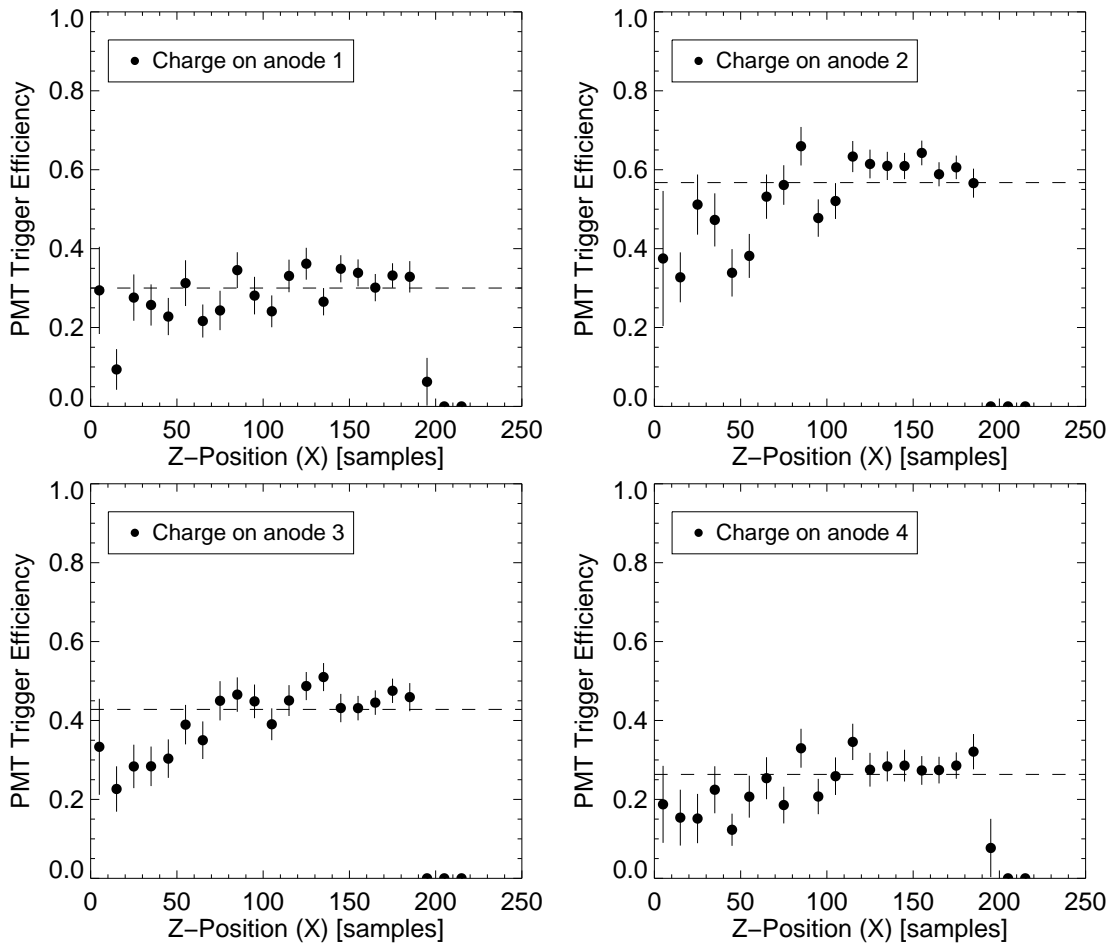 1.0
Charge on anode 1
0.8
0.6
0.4
0.2
0.0
PMT Trigger Efficiency
0 50 100 150 200 250
Z−Position (X) [samples]
1.0
Charge on anode 2
0.8
0.6
0.4
0.2
0.0
PMT Trigger Efficiency
0 50 100 150 200 250
Z−Position (X) [samples]
1.0
Charge on anode 3
0.8
0.6
0.4
0.2
0.0
PMT Trigger Efficiency
0 50 100 150 200 250
Z−Position (X) [samples]
1.0
Charge on anode 4
0.8
0.6
0.4
0.2
0.0
PMT Trigger Efficiency
0 50 100 150 200 250
Z−Position (X) [samples]